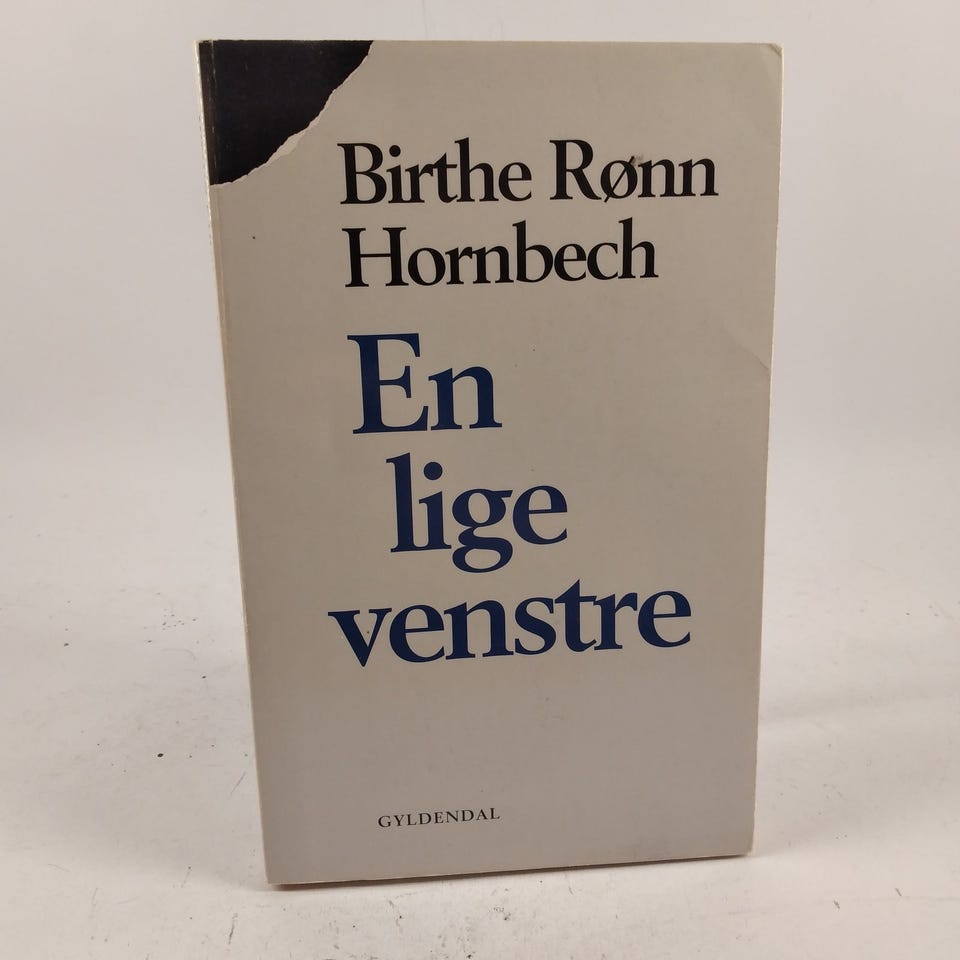 Birthe Rønn
Hornbech
En
lige
venstre
GYLDENDAL